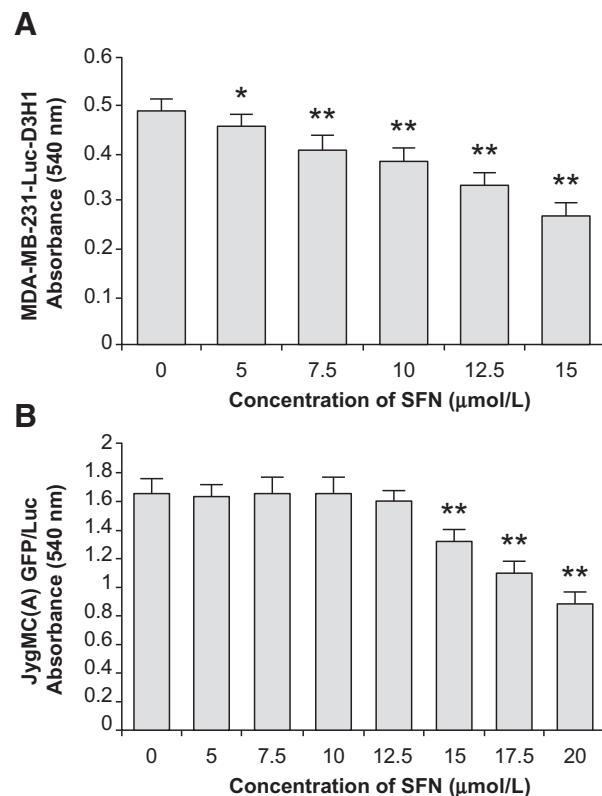 A
MDA-MB-231-Luc-D3H1
Absorbance (540 nm)
0.6
0.5
0.4
0.3
0.2
0.1
0
*
**
**
**
**
0 5 7.5 10 12.5 15
Concentration of SFN (μmol/L)
B
JygMC(A) GFP/Luc
Absorbance (540 nm)
2
1.8
1.6
1.4
1.2
1
0.8
0.6
0.4
0.2
0
**
**
**
0 5 7.5 10 12.5 15 17.5 20
Concentration of SFN (μmol/L)